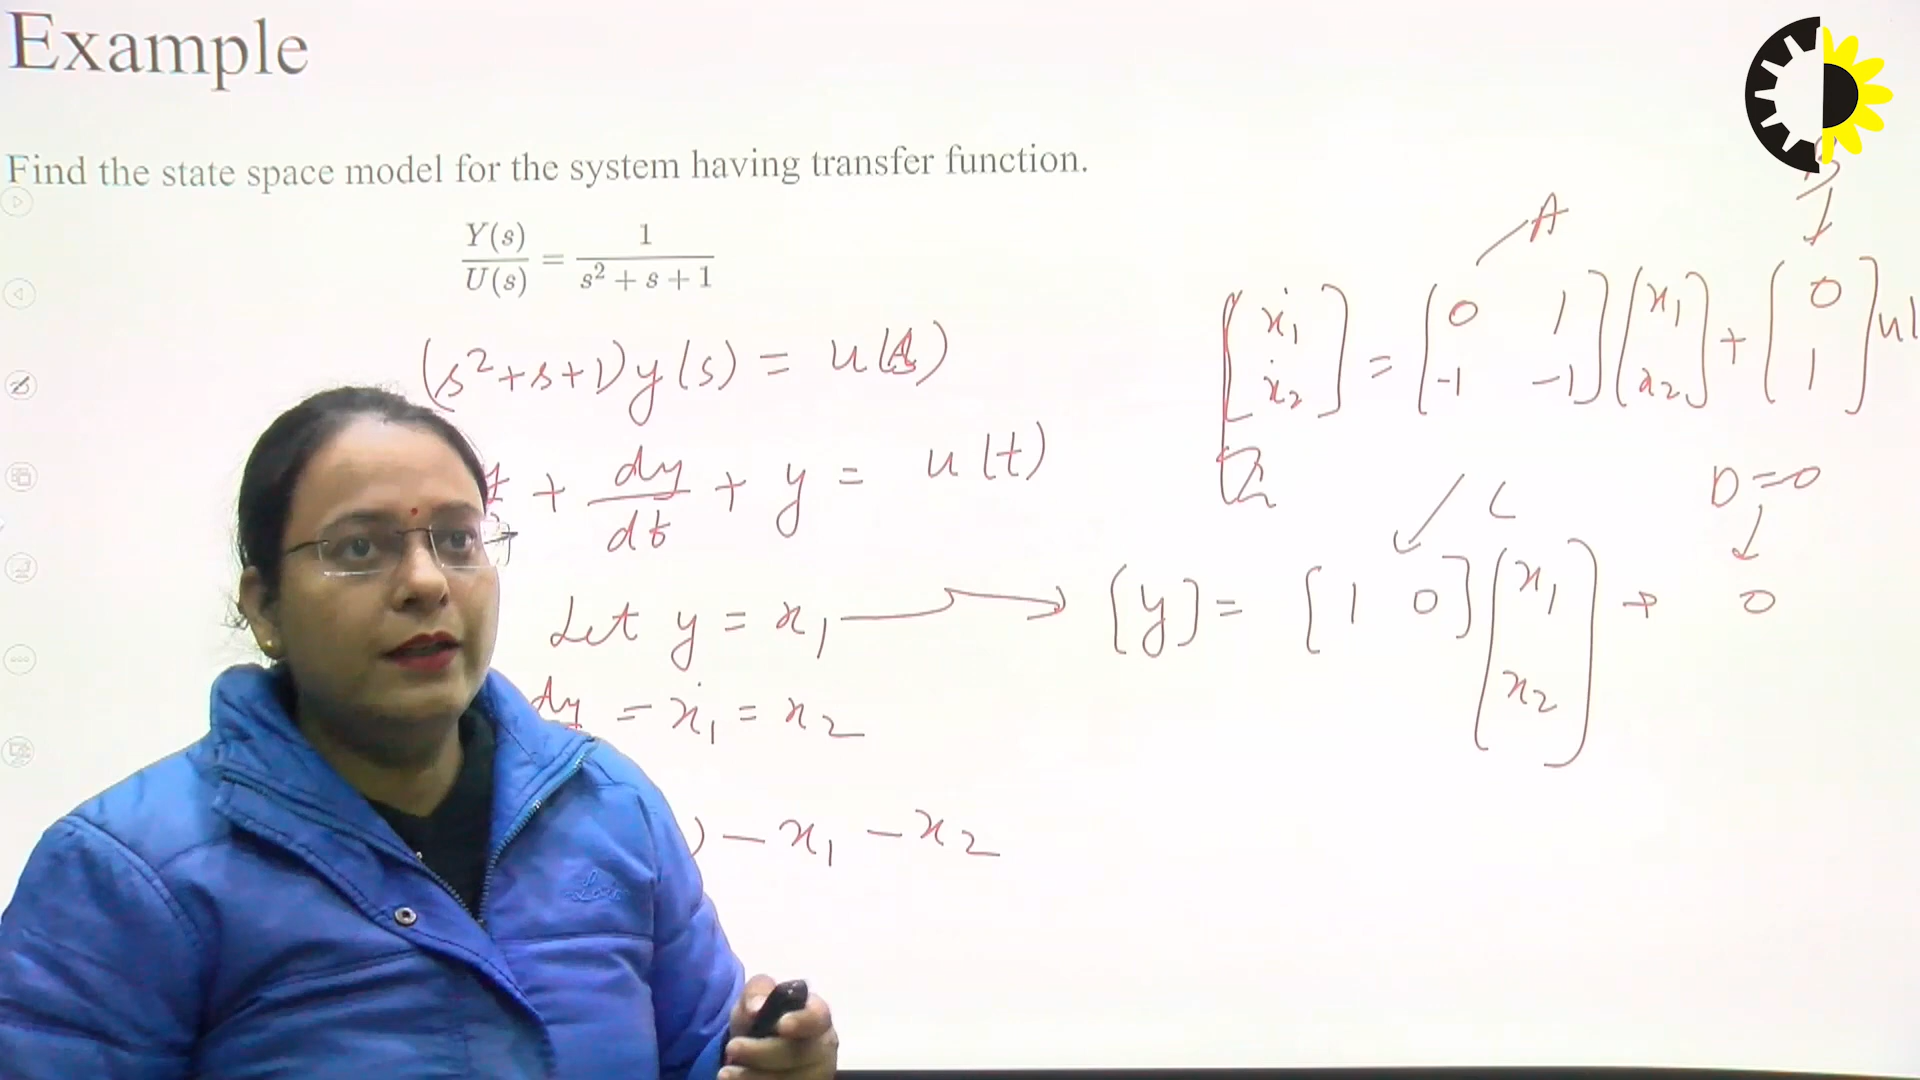 Example
Find the state space model for the system having transfer function.
Y(s)/U(s) = 1/(s² + s + 1)
(s²+s+1)y(s) = u(s)
+ dy/dt + y = u(t)
Let y = x₁
dy = ẋ₁ = x₂
) − x₁ − x₂
A
B
[ẋ₁ ẋ₂] = [0 1 -1 -1] [x₁ x₂] + [0 1] u
C
D=0
[y] = [1 0] [x₁ x₂] + 0